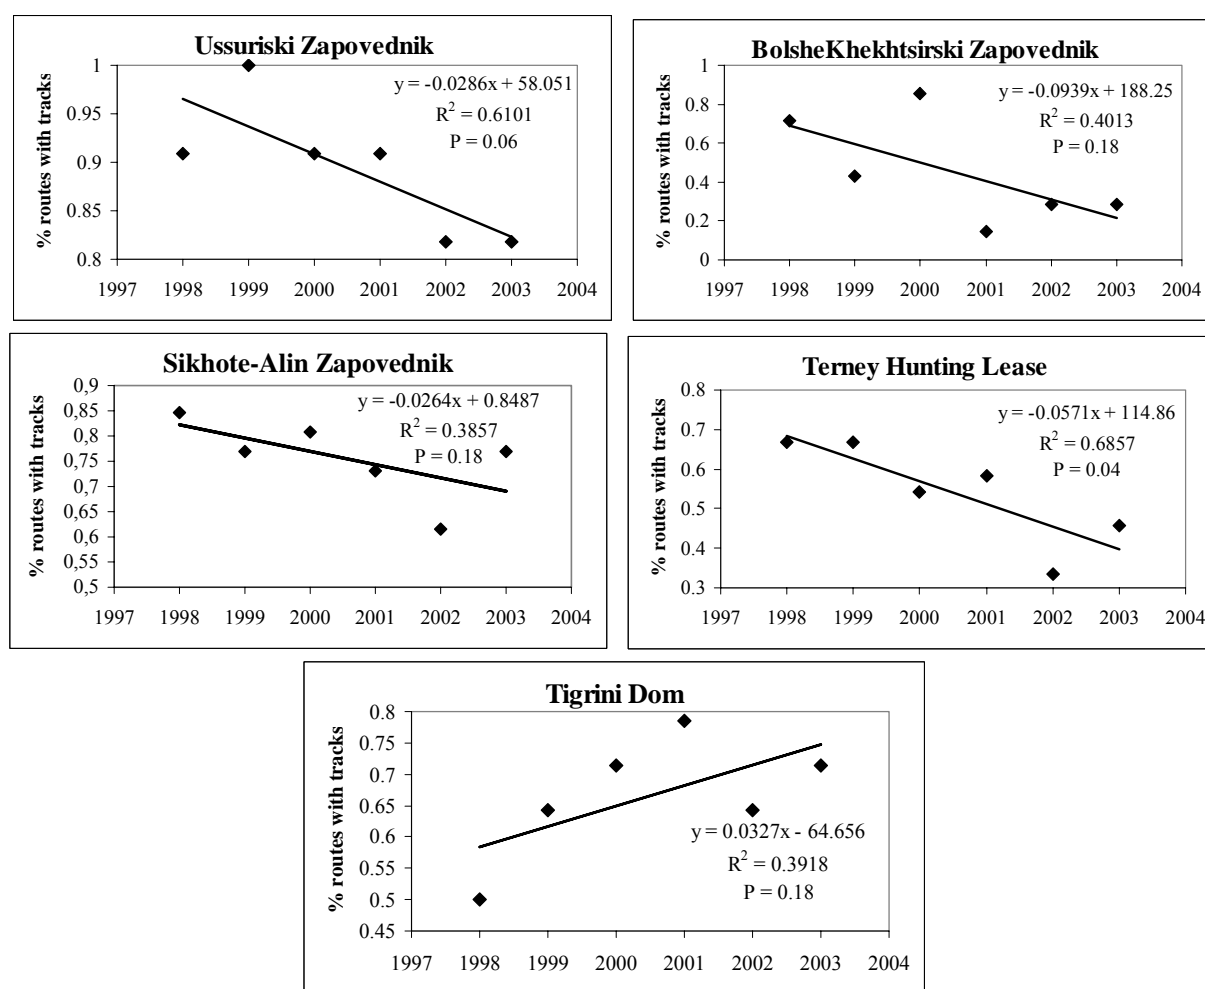 Ussuriski Zapovednik
% routes with tracks
1
0.95
0.9
0.85
0.8
y = -0.0286x + 58.051
R² = 0.6101
P = 0.06
1997 1998 1999 2000 2001 2002 2003 2004
BolsheKhekhtsirski Zapovednik
% routes with tracks
1
0.8
0.6
0.4
0.2
0
y = -0.0939x + 188.25
R² = 0.4013
P = 0.18
1997 1998 1999 2000 2001 2002 2003 2004
Sikhote-Alin Zapovednik
% routes with tracks
0,9
0,85
0,8
0,75
0,7
0,65
0,6
0,55
0,5
y = -0.0264x + 0.8487
R² = 0.3857
P = 0.18
1997 1998 1999 2000 2001 2002 2003 2004
Terney Hunting Lease
% routes with tracks
0.8
0.7
0.6
0.5
0.4
0.3
y = -0.0571x + 114.86
R² = 0.6857
P = 0.04
1997 1998 1999 2000 2001 2002 2003 2004
Tigrini Dom
% routes with tracks
0.8
0.75
0.7
0.65
0.6
0.55
0.5
0.45
y = 0.0327x - 64.656
R² = 0.3918
P = 0.18
1997 1998 1999 2000 2001 2002 2003 2004